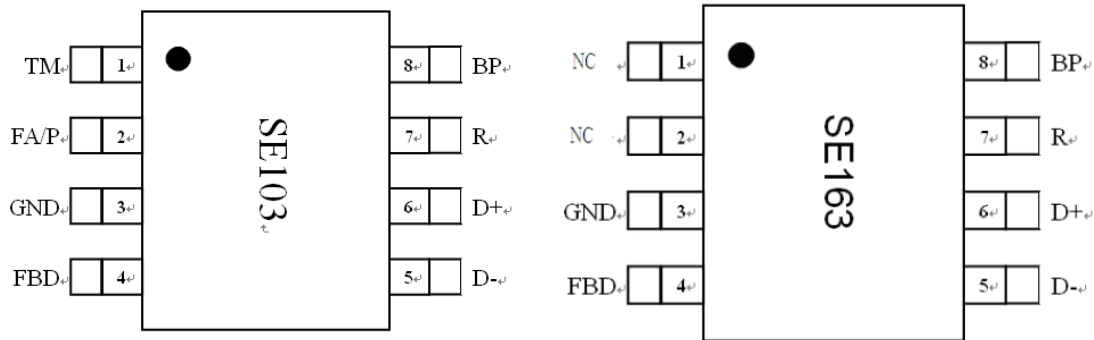 TM 1 8 BP
FA/P 2 7 R
GND 3 6 D+
FBD 4 5 D-
SE103
NC 1 8 BP
NC 2 7 R
GND 3 6 D+
FBD 4 5 D-
SE163